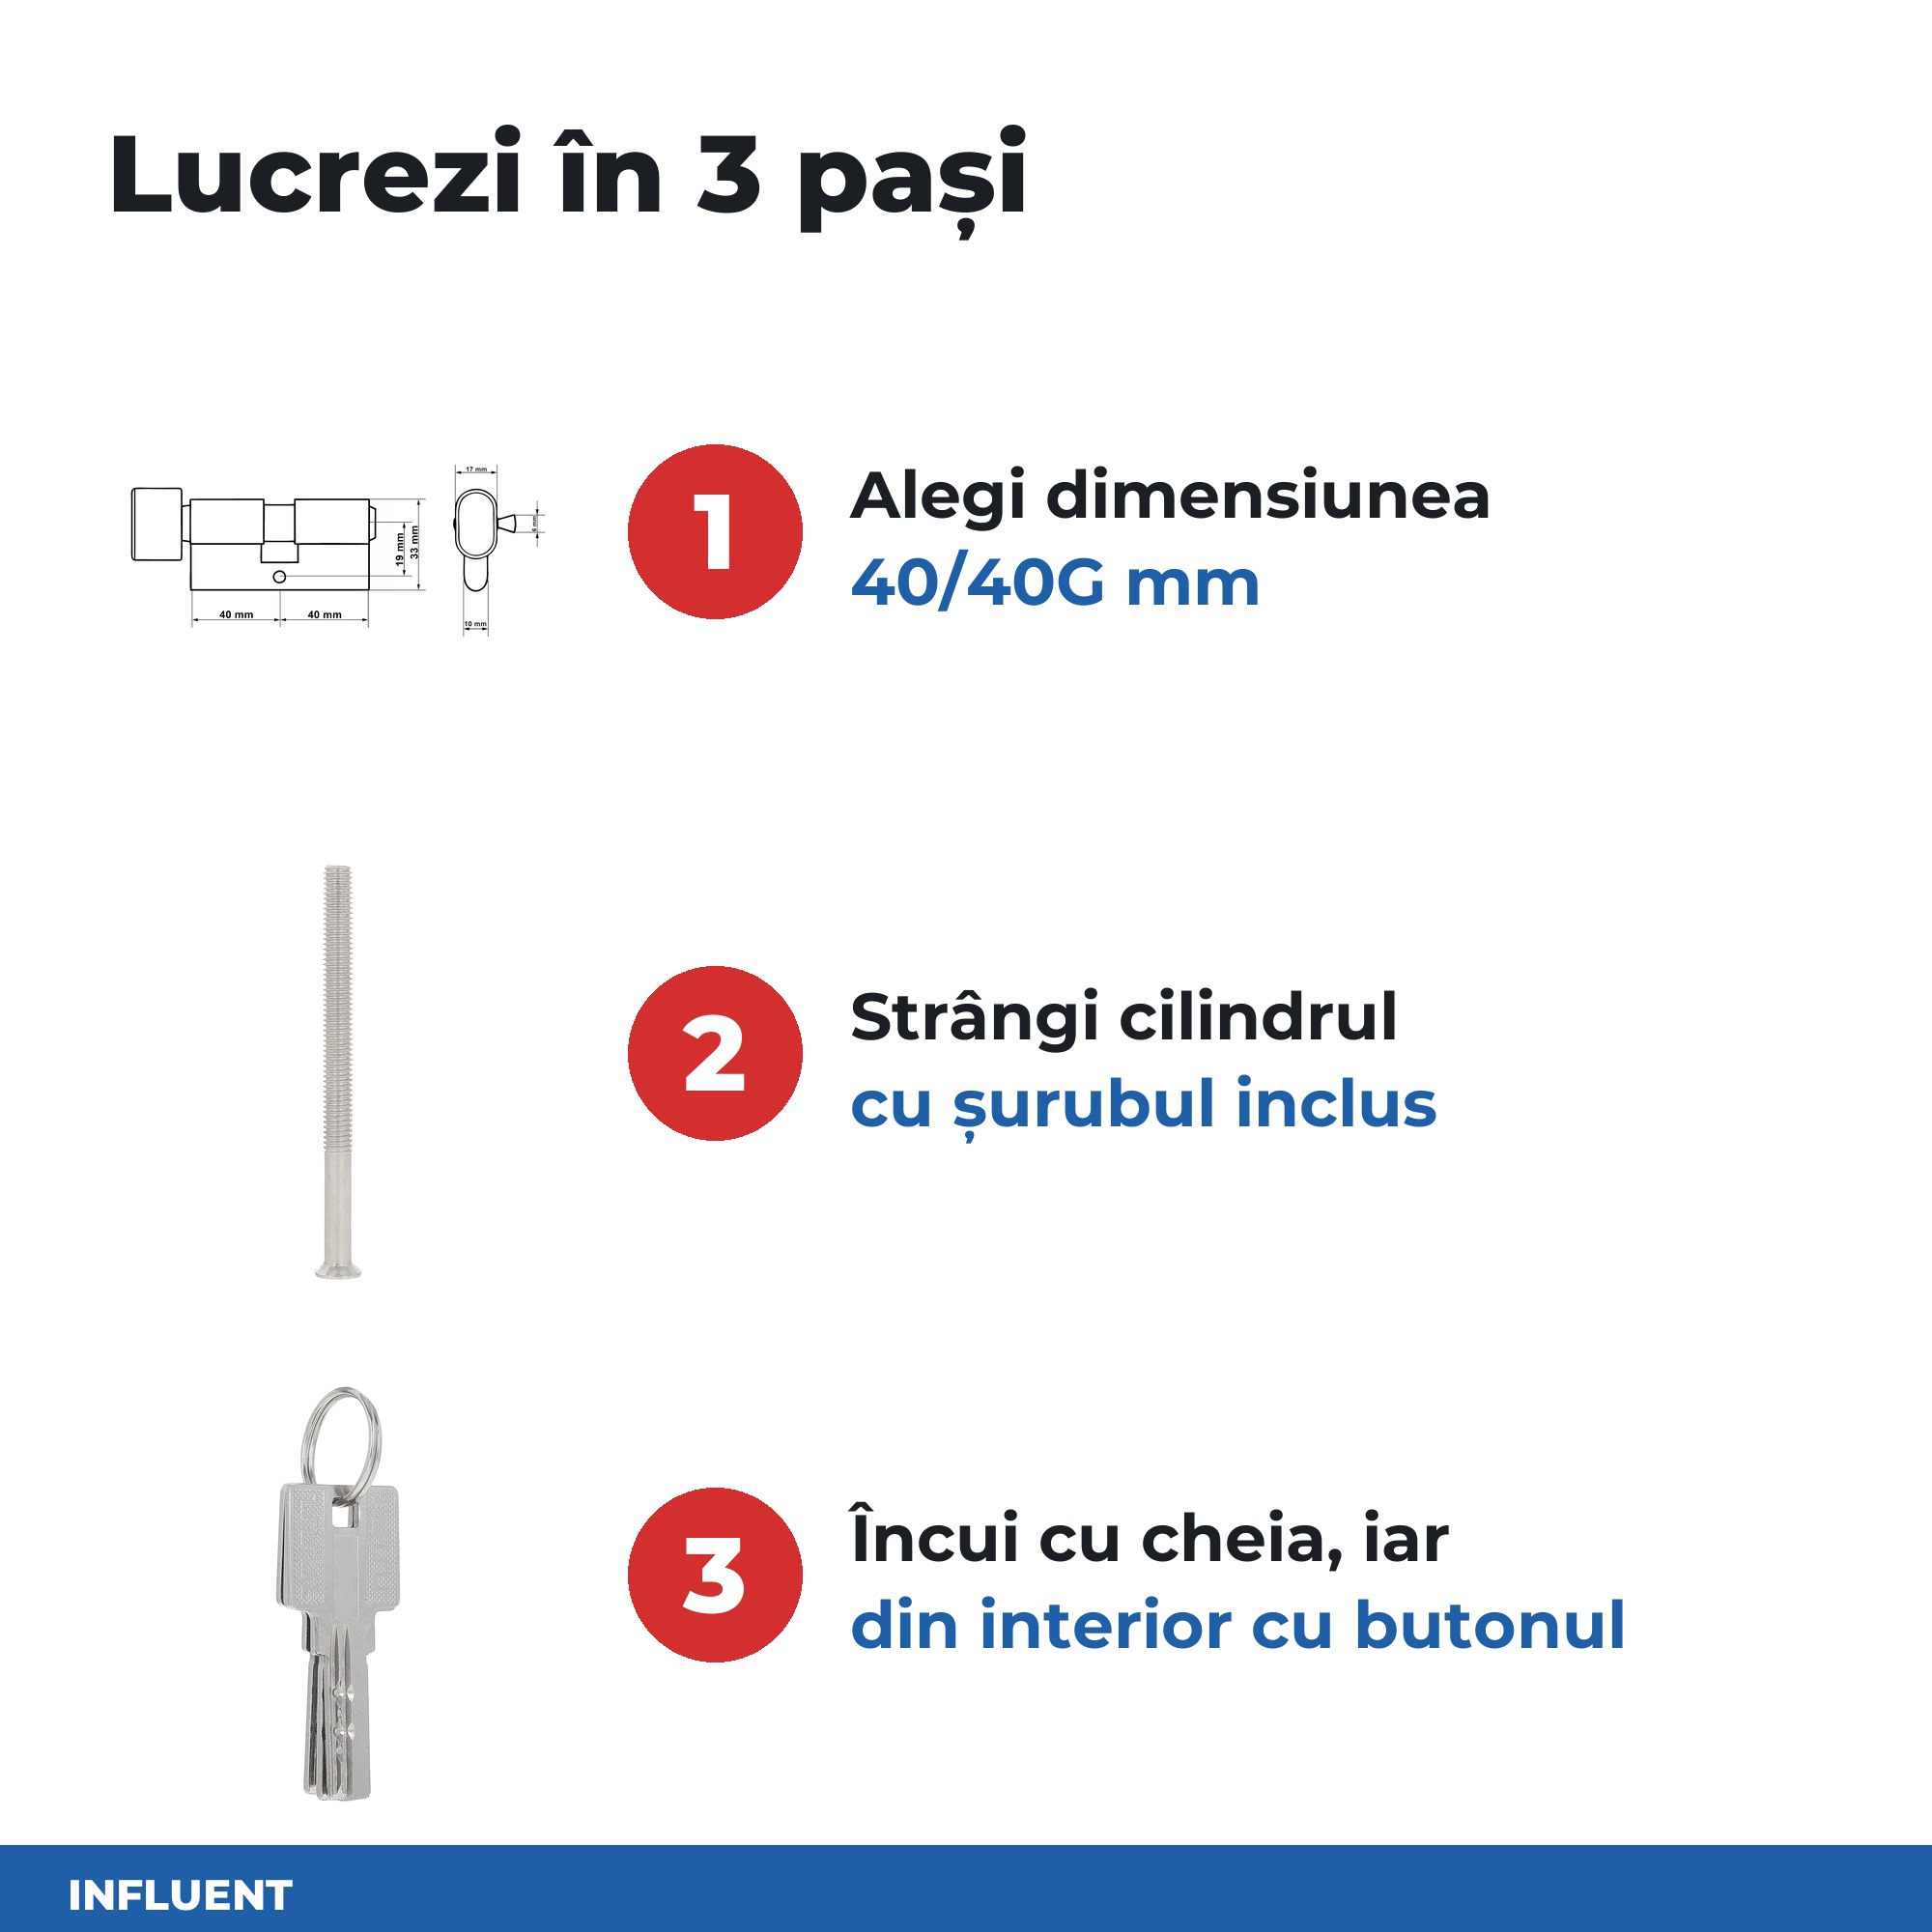 Lucrezi în 3 pași
17 mm
6 mm
19 mm
33 mm
40 mm
40 mm
10 mm
1
Alegi dimensiunea
40/40G mm
2
Strângi cilindrul
cu șurubul inclus
3
Încui cu cheia, iar
din interior cu butonul
INFLUENT